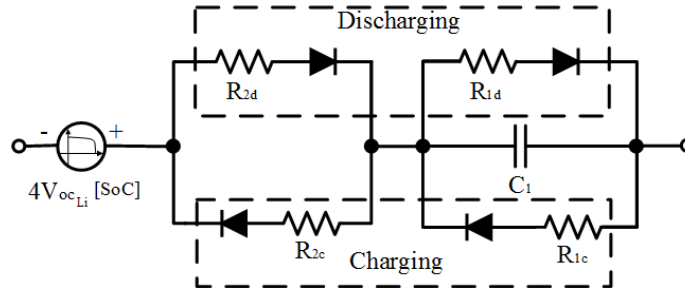 Discharging
R2d
R1d
- +
4VocLi [SoC]
C1
R2c
R1c
Charging